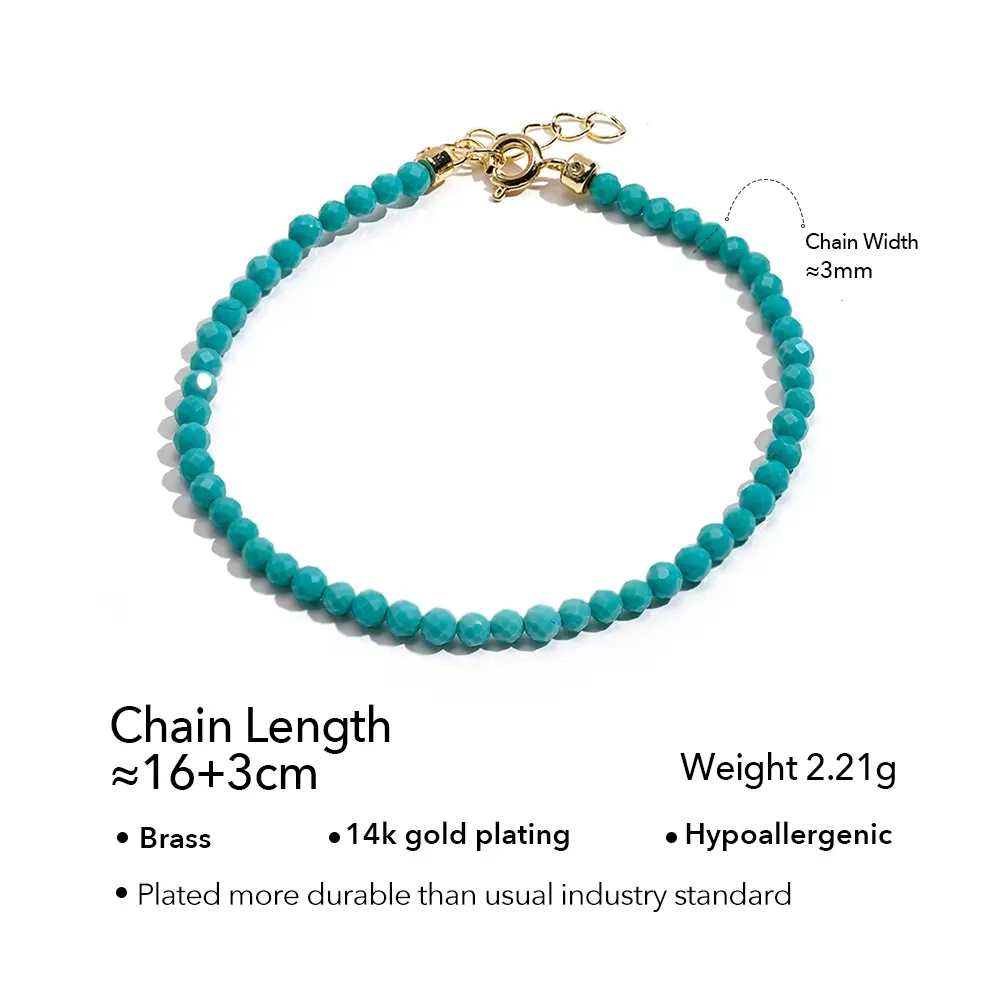 Chain Width
≈3mm
Chain Length
≈16+3cm
Weight 2.21g
• Brass
• 14k gold plating
• Hypoallergenic
• Plated more durable than usual industry standard